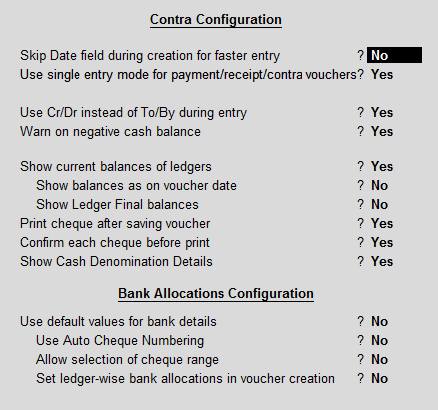 Contra Configuration
Skip Date field during creation for faster entry ? No
Use single entry mode for payment/receipt/contra vouchers? Yes
Use Cr/Dr instead of To/By during entry ? Yes
Warn on negative cash balance ? Yes
Show current balances of ledgers ? Yes
Show balances as on voucher date ? No
Show Ledger Final balances ? No
Print cheque after saving voucher ? Yes
Confirm each cheque before print ? Yes
Show Cash Denomination Details ? Yes
Bank Allocations Configuration
Use default values for bank details ? No
Use Auto Cheque Numbering ? No
Allow selection of cheque range ? No
Set ledger-wise bank allocations in voucher creation ? No